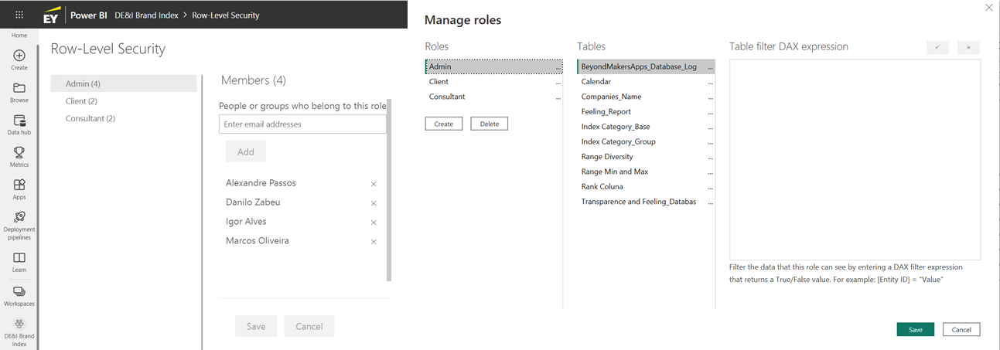 EY Power BI DE&I Brand Index > Row-Level Security
Home
Create
Browse
Data hub
Metrics
Apps
Deployment
pipelines
Learn
Workspaces
DE&I Brand
Index
Row-Level Security
Admin (4)
Client (2)
Consultant (2)
Members (4)
People or groups who belong to this role
Enter email addresses
Add
Alexandre Passos
Danilo Zabeu
Igor Alves
Marcos Oliveira
Save Cancel
Manage roles
Roles
Admin ...
Client ...
Consultant ...
Create Delete
Tables
BeyondMakersApps_Database_Log ...
Calendar ...
Companies_Name ...
Feeling_Report ...
Index Category_Base ...
Index Category_Group ...
Range Diversity ...
Range Min and Max ...
Rank Coluna ...
Transparence and Feeling_Databas ...
Table filter DAX expression
Filter the data that this role can see by entering a DAX filter expression
that returns a True/False value. For example: [Entity ID] = "Value"
Save Cancel